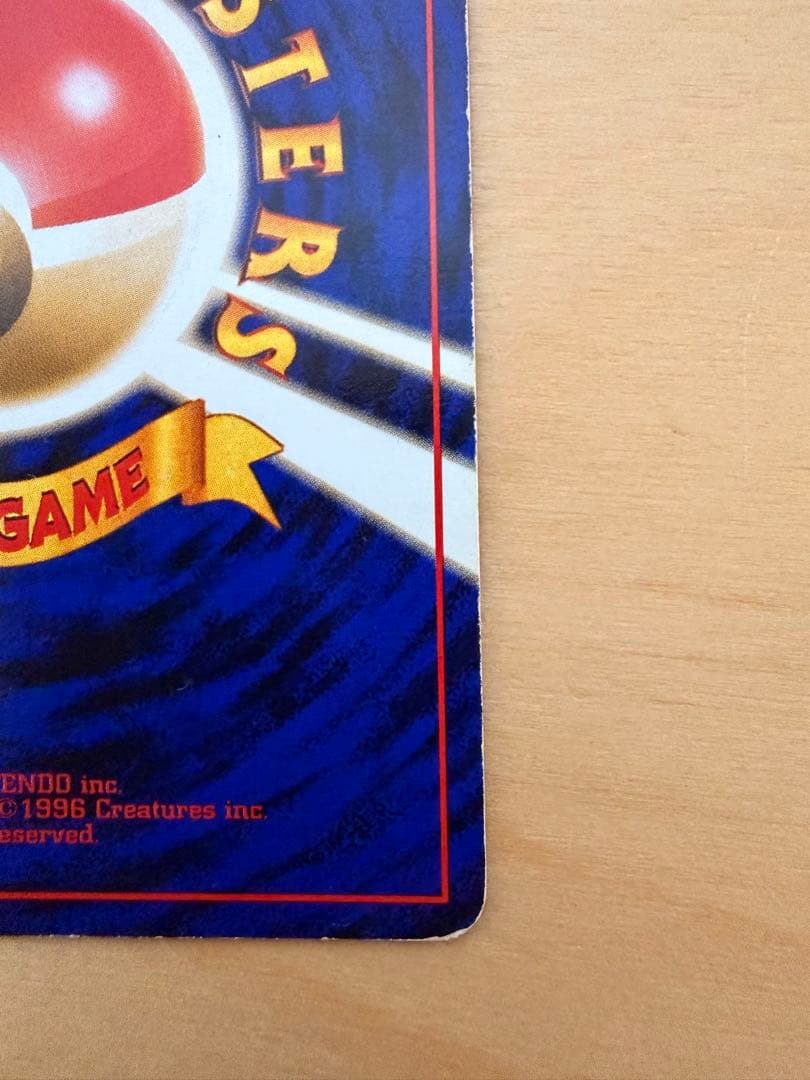 STERS
GAME
ENDO inc.
©1996 Creatures inc.
eserved.